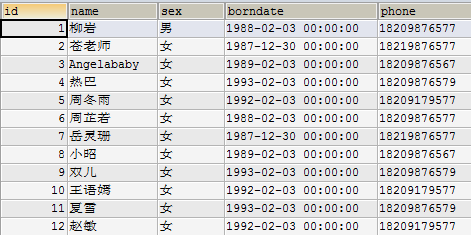 id name sex borndate phone
1 柳岩 男 1988-02-03 00:00:00 18209876577
2 苍老师 女 1987-12-30 00:00:00 18219876577
3 Angelababy 女 1989-02-03 00:00:00 18209876567
4 热巴 女 1993-02-03 00:00:00 18209876579
5 周冬雨 女 1992-02-03 00:00:00 18209179577
6 周芷若 女 1988-02-03 00:00:00 18209876577
7 岳灵珊 女 1987-12-30 00:00:00 18219876577
8 小昭 女 1989-02-03 00:00:00 18209876567
9 双儿 女 1993-02-03 00:00:00 18209876579
10 王语嫣 女 1992-02-03 00:00:00 18209179577
11 夏雪 女 1993-02-03 00:00:00 18209876579
12 赵敏 女 1992-02-03 00:00:00 18209179577